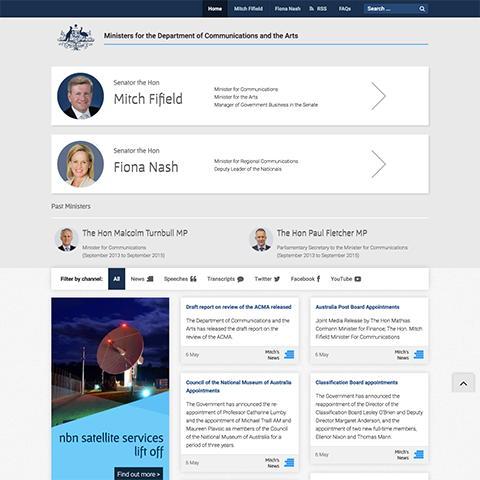 Home Mitch Fifield Fiona Nash RSS FAQs Search ...
Ministers for the Department of Communications and the Arts
Senator the Hon
Mitch Fifield
Minister for Communications
Minister for the Arts
Manager of Government Business in the Senate
Senator the Hon
Fiona Nash
Minister for Regional Communications
Deputy Leader of the Nationals
Past Ministers
The Hon Malcolm Turnbull MP
Minister for Communications
(September 2013 to September 2015)
The Hon Paul Fletcher MP
Parliamentary Secretary to the Minister for Communications
(September 2013 to September 2015)
Filter by channel: All News Speeches Transcripts Twitter Facebook YouTube
nbn satellite services
lift off
Find out more >
Draft report on review of the ACMA released
The Department of Communications and the
Arts has released the draft report on the
review of the ACMA.
6 May
Mitch's
News
Australia Post Board Appointments
Joint Media Release by The Hon Mathias
Cormann Minister for Finance; The Hon. Mitch
Fifield Minister For Communications
6 May
Mitch's
News
Council of the National Museum of Australia
Appointments
The Government has announced the re-
appointment of Professor Catharine Lumby
and the appointment of Michael Traill AM and
Maureen Plavsic as members of the Council
of the National Museum of Australia for a
period of three years.
6 May
Mitch's
News
Classification Board appointments
The Government has announced the
reappointment of the Director of the
Classification Board Lesley O'Brien and Deputy
Director Margaret Anderson, and the
appointment of two new full-time members,
Ellenor Nixon and Thomas Mann.
6 May
Mitch's
News